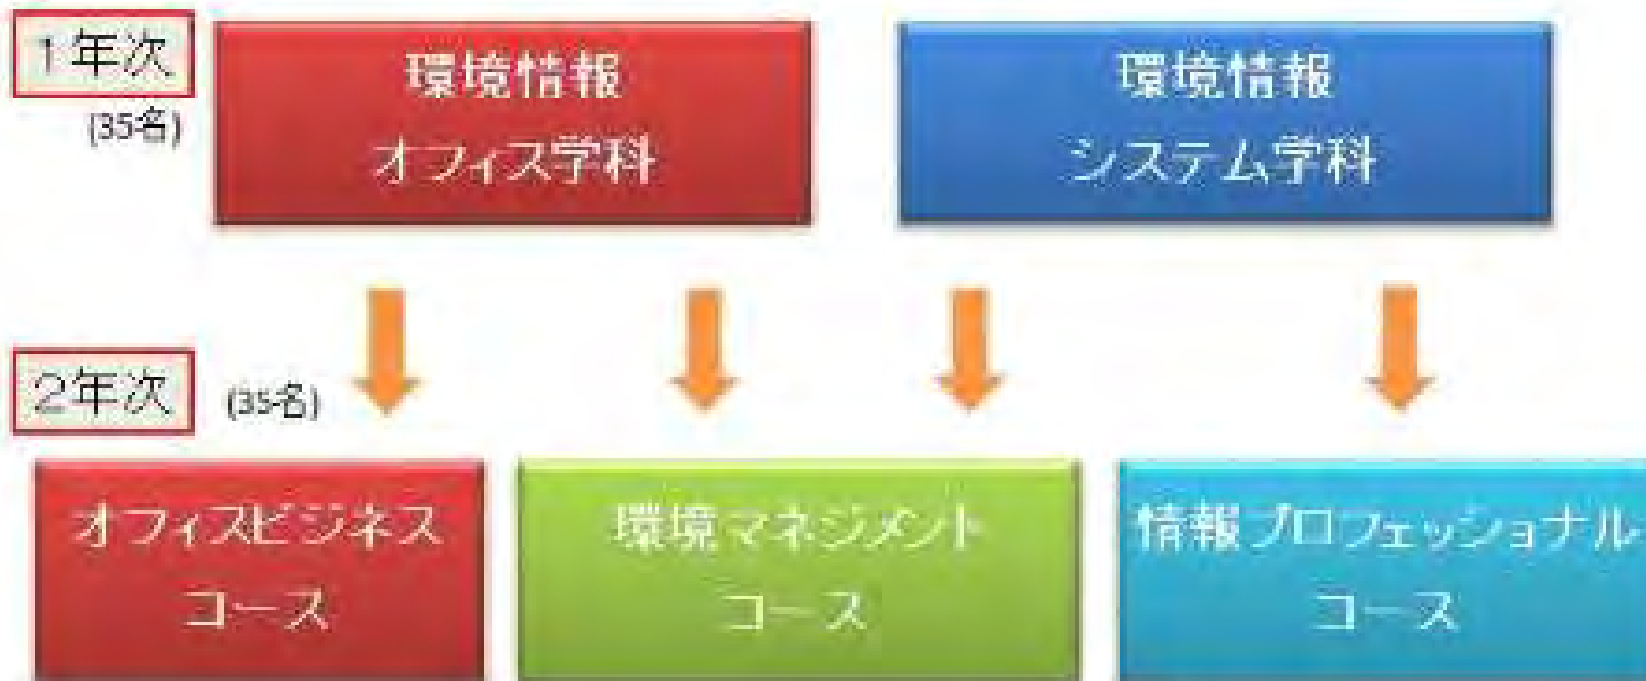 1年次
(35名)
環境情報
オフィス学科
環境情報
システム学科
2年次
(35名)
オフィスビジネス
コース
環境マネジメント
コース
情報プロフェッショナル
コース